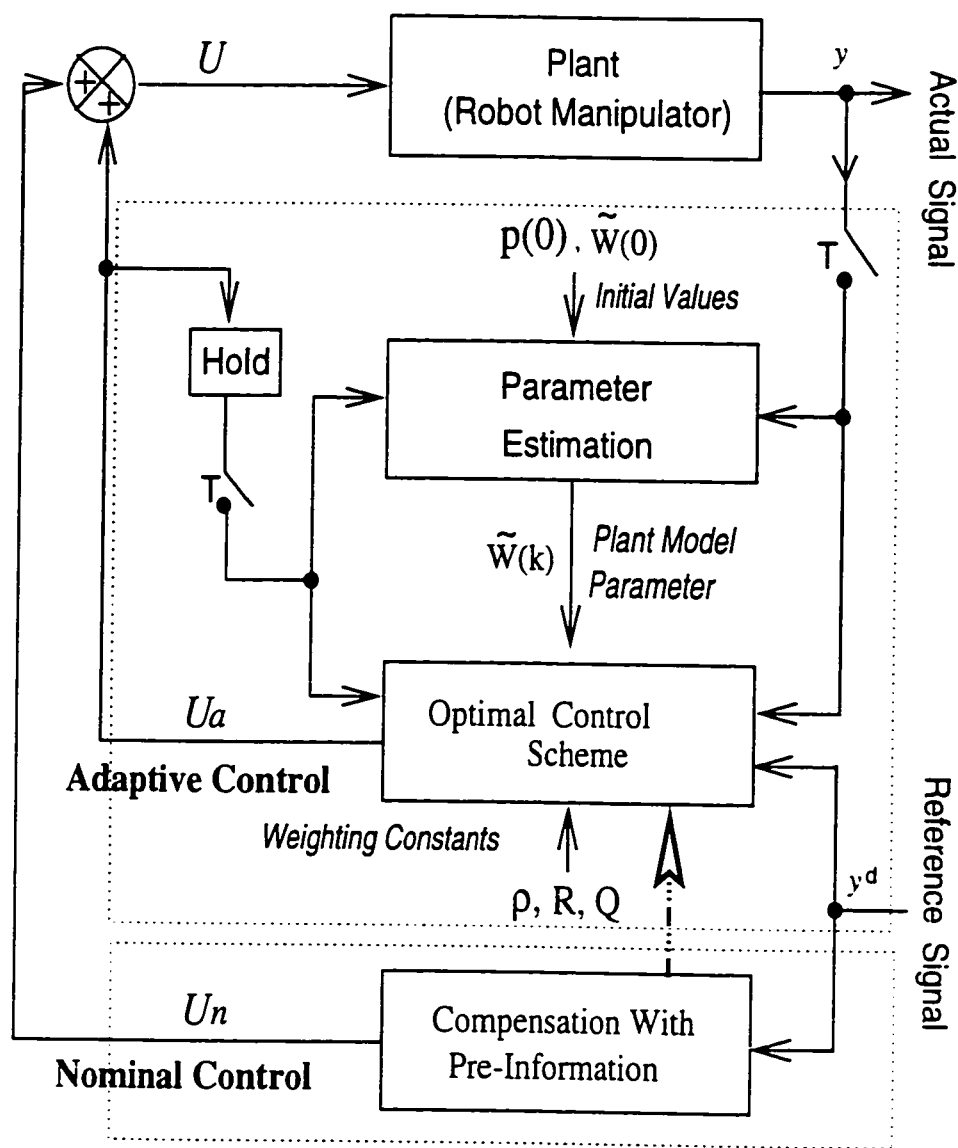 U
+
+
Plant
(Robot Manipulator)
y
Actual Signal
p(0) . W̃(0)
Initial Values
T
Hold
Parameter
Estimation
T
W̃(k)
Plant Model
Parameter
Ua
Optimal Control
Scheme
Adaptive Control
Weighting Constants
ρ, R, Q
yᵈ
Reference Signal
Un
Compensation With
Pre-Information
Nominal Control